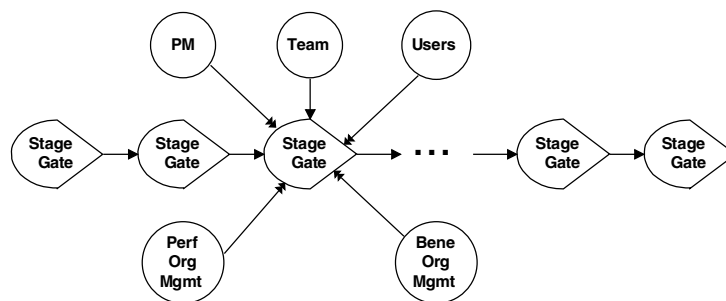 PM
Team
Users
Stage
Gate
Stage
Gate
Stage
Gate
...
Stage
Gate
Stage
Gate
Perf
Org
Mgmt
Bene
Org
Mgmt